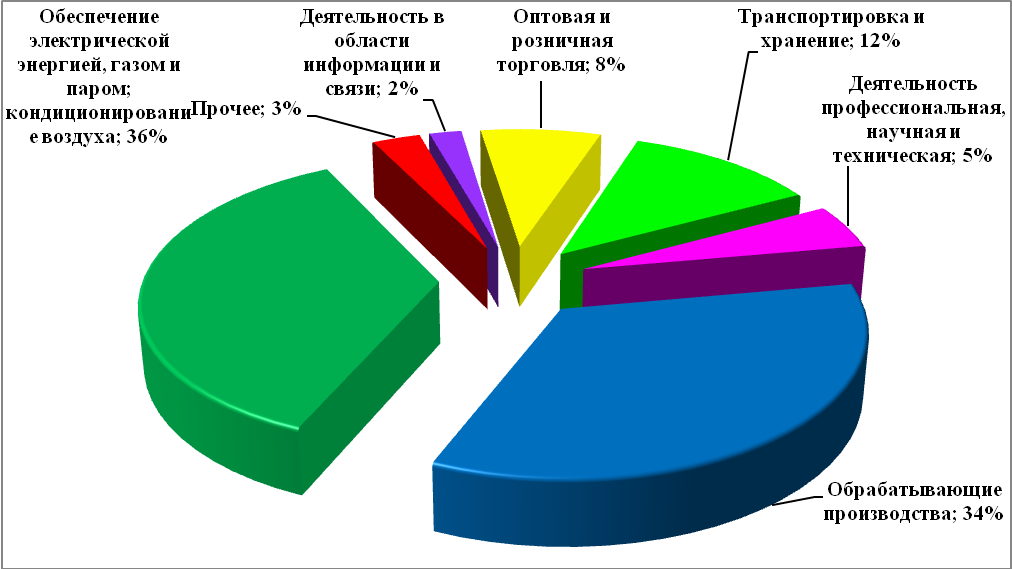 Обеспечение
электрической
энергией, газом и
паром;
кондиционировани
е воздуха; 36%
Прочее; 3%
Деятельность в
области
информации и
связи; 2%
Оптовая и
розничная
торговля; 8%
Транспортировка и
хранение; 12%
Деятельность
профессиональная,
научная и
техническая; 5%
Обрабатывающие
производства; 34%